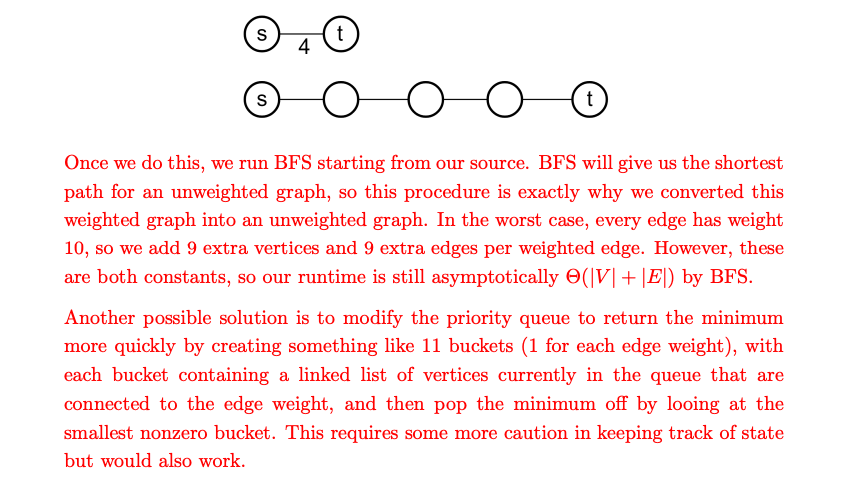 s t
4
s t
Once we do this, we run BFS starting from our source. BFS will give us the shortest
path for an unweighted graph, so this procedure is exactly why we converted this
weighted graph into an unweighted graph. In the worst case, every edge has weight
10, so we add 9 extra vertices and 9 extra edges per weighted edge. However, these
are both constants, so our runtime is still asymptotically Θ(|V| + |E|) by BFS.
Another possible solution is to modify the priority queue to return the minimum
more quickly by creating something like 11 buckets (1 for each edge weight), with
each bucket containing a linked list of vertices currently in the queue that are
connected to the edge weight, and then pop the minimum off by looing at the
smallest nonzero bucket. This requires some more caution in keeping track of state
but would also work.